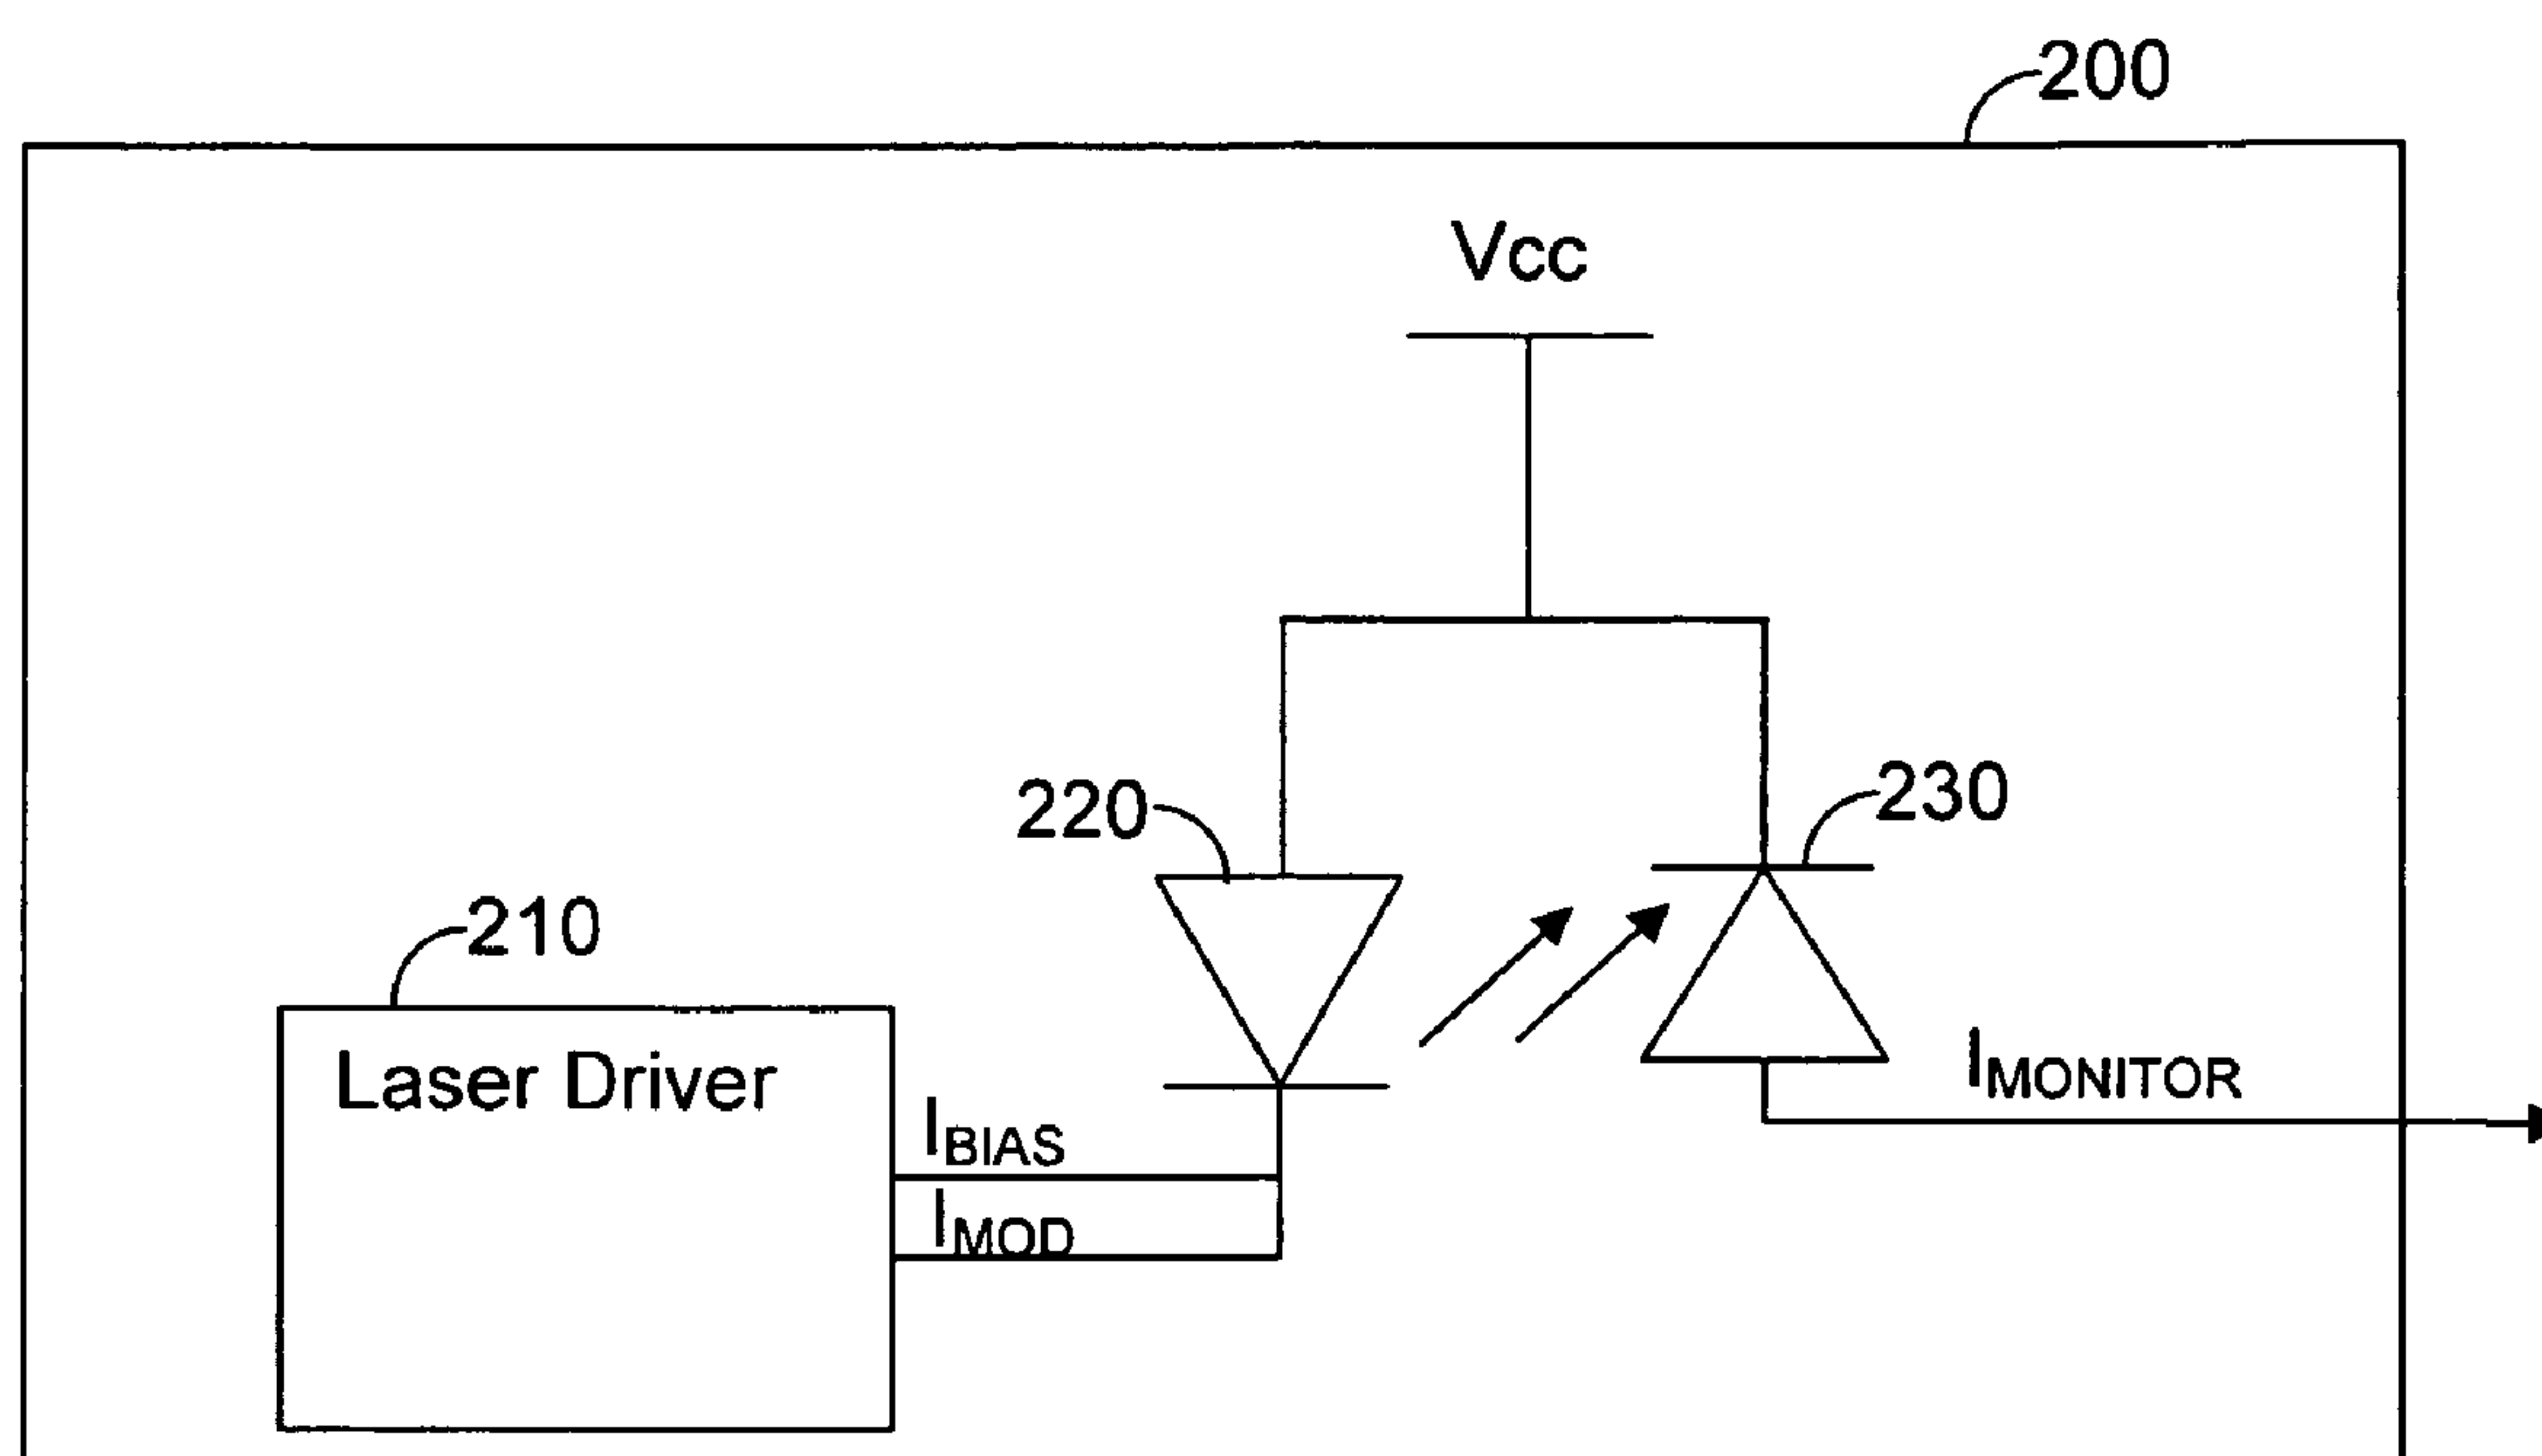 200
Vcc
220
230
210
Laser Driver
IMONITOR
IBIAS
IMOD